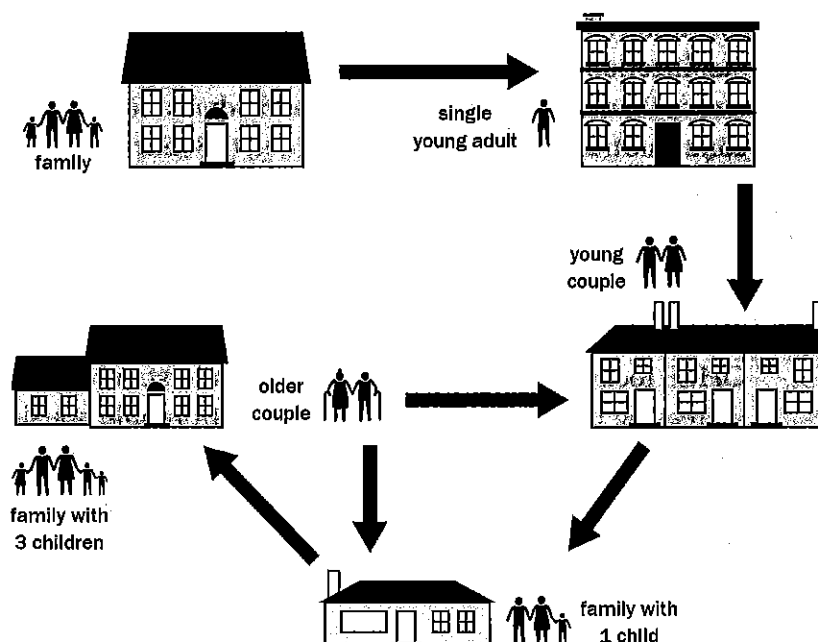 family
single
young adult
young
couple
older
couple
family with
3 children
family with
1 child